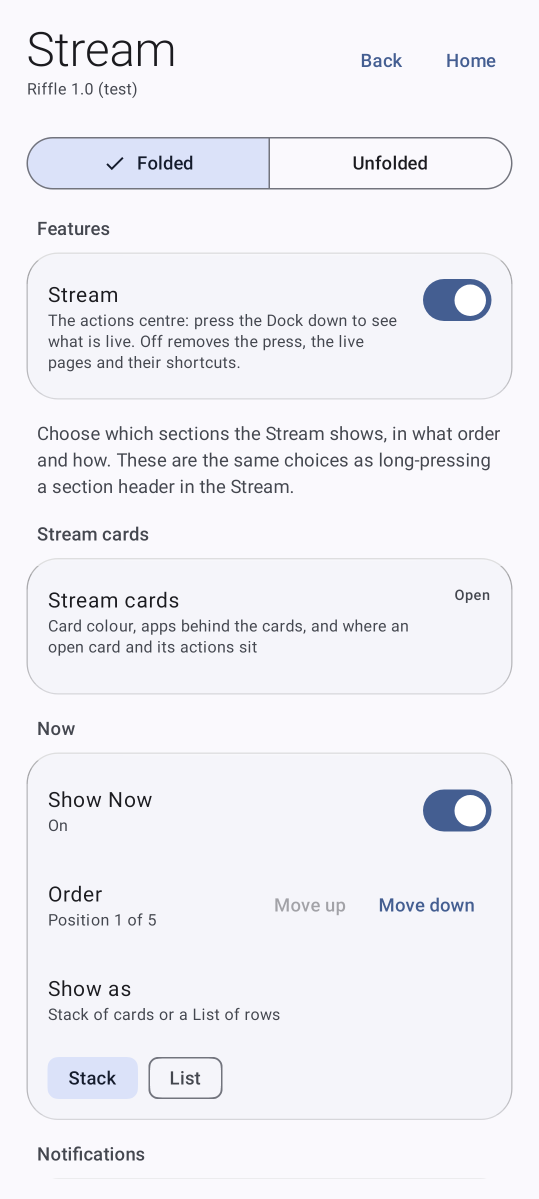 Stream
Back
Home
Riffle 1.0 (test)
Folded
Unfolded
Features
Stream
The actions centre: press the Dock down to see
what is live. Off removes the press, the live
pages and their shortcuts.
Choose which sections the Stream shows, in what order
and how. These are the same choices as long-pressing
a section header in the Stream.
Stream cards
Stream cards
Open
Card colour, apps behind the cards, and where an
open card and its actions sit
Now
Show Now
On
Order
Position 1 of 5
Move up
Move down
Show as
Stack of cards or a List of rows
Stack
List
Notifications